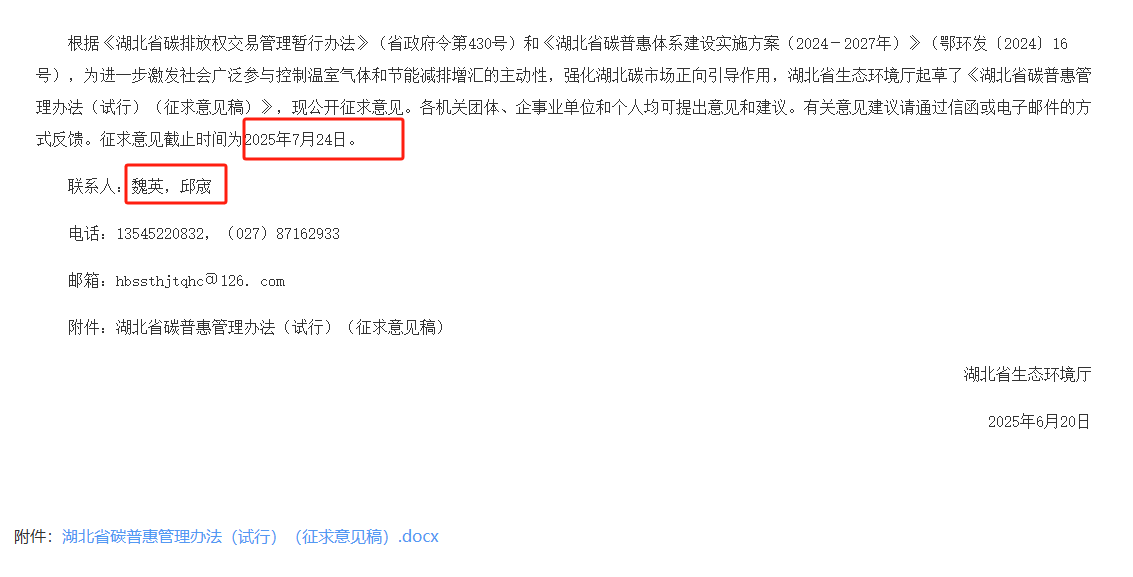 根据《湖北省碳排放权交易管理暂行办法》（省政府令第430号）和《湖北省碳普惠体系建设实施方案（2024－2027年）》（鄂环发〔2024〕16
号），为进一步激发社会广泛参与控制温室气体和节能减排增汇的主动性，强化湖北碳市场正向引导作用，湖北省生态环境厅起草了《湖北省碳普惠管
理办法（试行）（征求意见稿）》，现公开征求意见。各机关团体、企事业单位和个人均可提出意见和建议。有关意见建议请通过信函或电子邮件的方
式反馈。征求意见截止时间为2025年7月24日。
联系人：魏英，邱宬
电话：13545220832，（027）87162933
邮箱：hbssthjtqhc@126. com
附件：湖北省碳普惠管理办法（试行）（征求意见稿）
湖北省生态环境厅
2025年6月20日
附件：湖北省碳普惠管理办法（试行）（征求意见稿）.docx